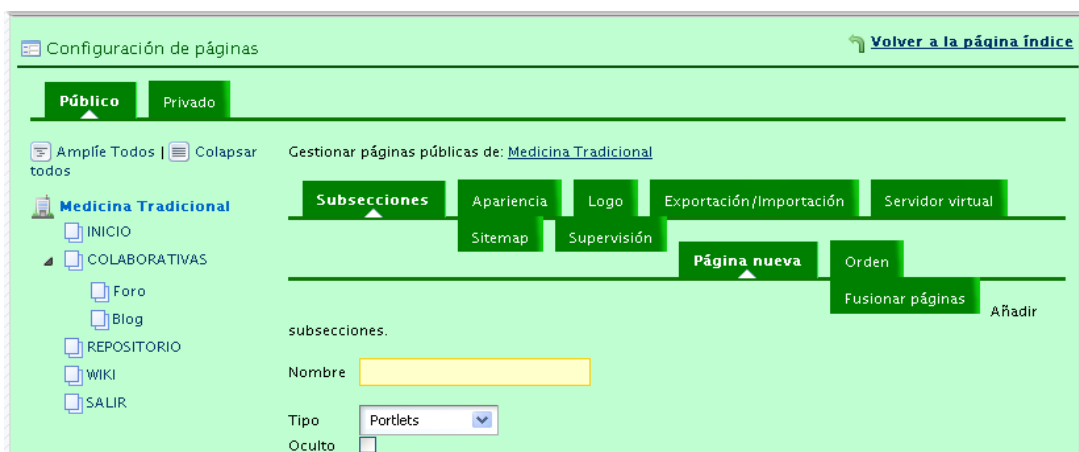 Configuración de páginas
Volver a la página índice
Público Privado
Amplíe Todos | Colapsar
todos
Medicina Tradicional
INICIO
COLABORATIVAS
Foro
Blog
REPOSITORIO
WIKI
SALIR
Gestionar páginas públicas de: Medicina Tradicional
Subsecciones Apariencia Logo Exportación/Importación Servidor virtual
Sitemap Supervisión
Página nueva Orden
Fusionar páginas
Añadir
subsecciones.
Nombre
Tipo Portlets
Oculto